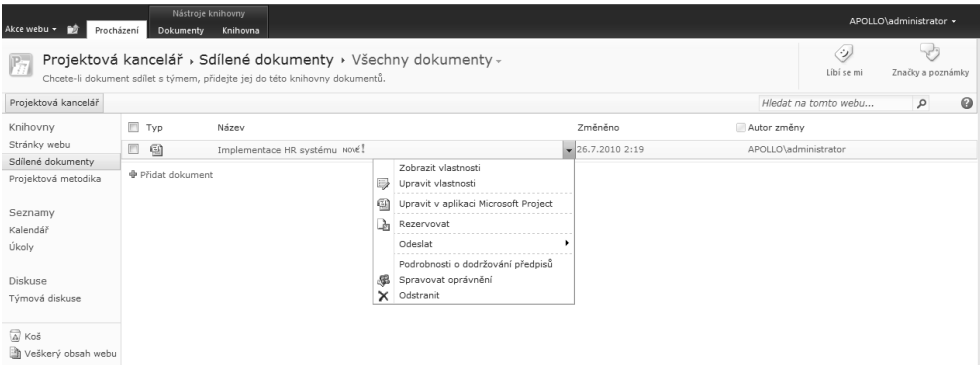 Nástroje knihovny
Akce webu
Procházení
Dokumenty
Knihovna
APOLLO\administrator
Projektová kancelář › Sdílené dokumenty › Všechny dokumenty
Chcete-li dokument sdílet s týmem, přidejte jej do této knihovny dokumentů.
Líbí se mi
Značky a poznámky
Projektová kancelář
Hledat na tomto webu...
Knihovny
Stránky webu
Sdílené dokumenty
Projektová metodika
Seznamy
Kalendář
Úkoly
Diskuse
Týmová diskuse
Koš
Veškerý obsah webu
Typ
Název
Změněno
Autor změny
Implementace HR systému NOVÉ!
26.7.2010 2:19
APOLLO\administrator
Přidat dokument
Zobrazit vlastnosti
Upravit vlastnosti
Upravit v aplikaci Microsoft Project
Rezervovat
Odeslat
Podrobnosti o dodržování předpisů
Spravovat oprávnění
Odstranit